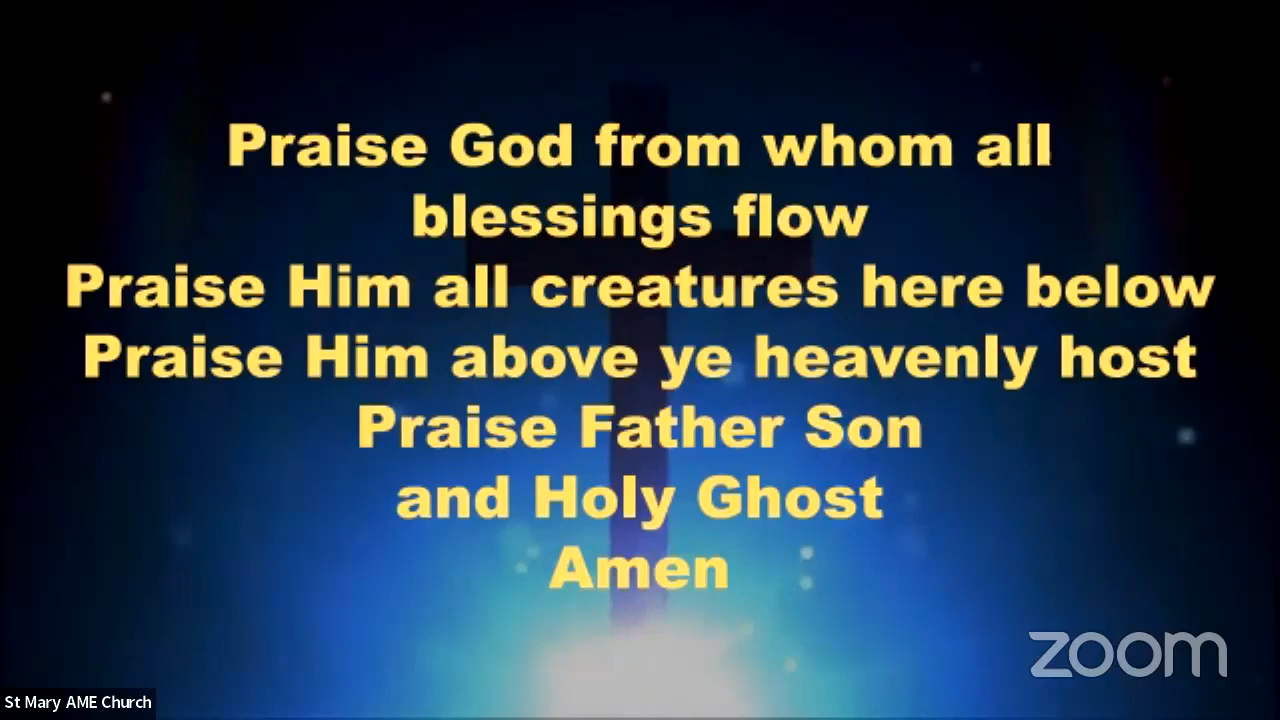 Praise God from whom all
blessings flow
Praise Him all creatures here below
Praise Him above ye heavenly host
Praise Father Son
and Holy Ghost
Amen
zoom
St Mary AME Church